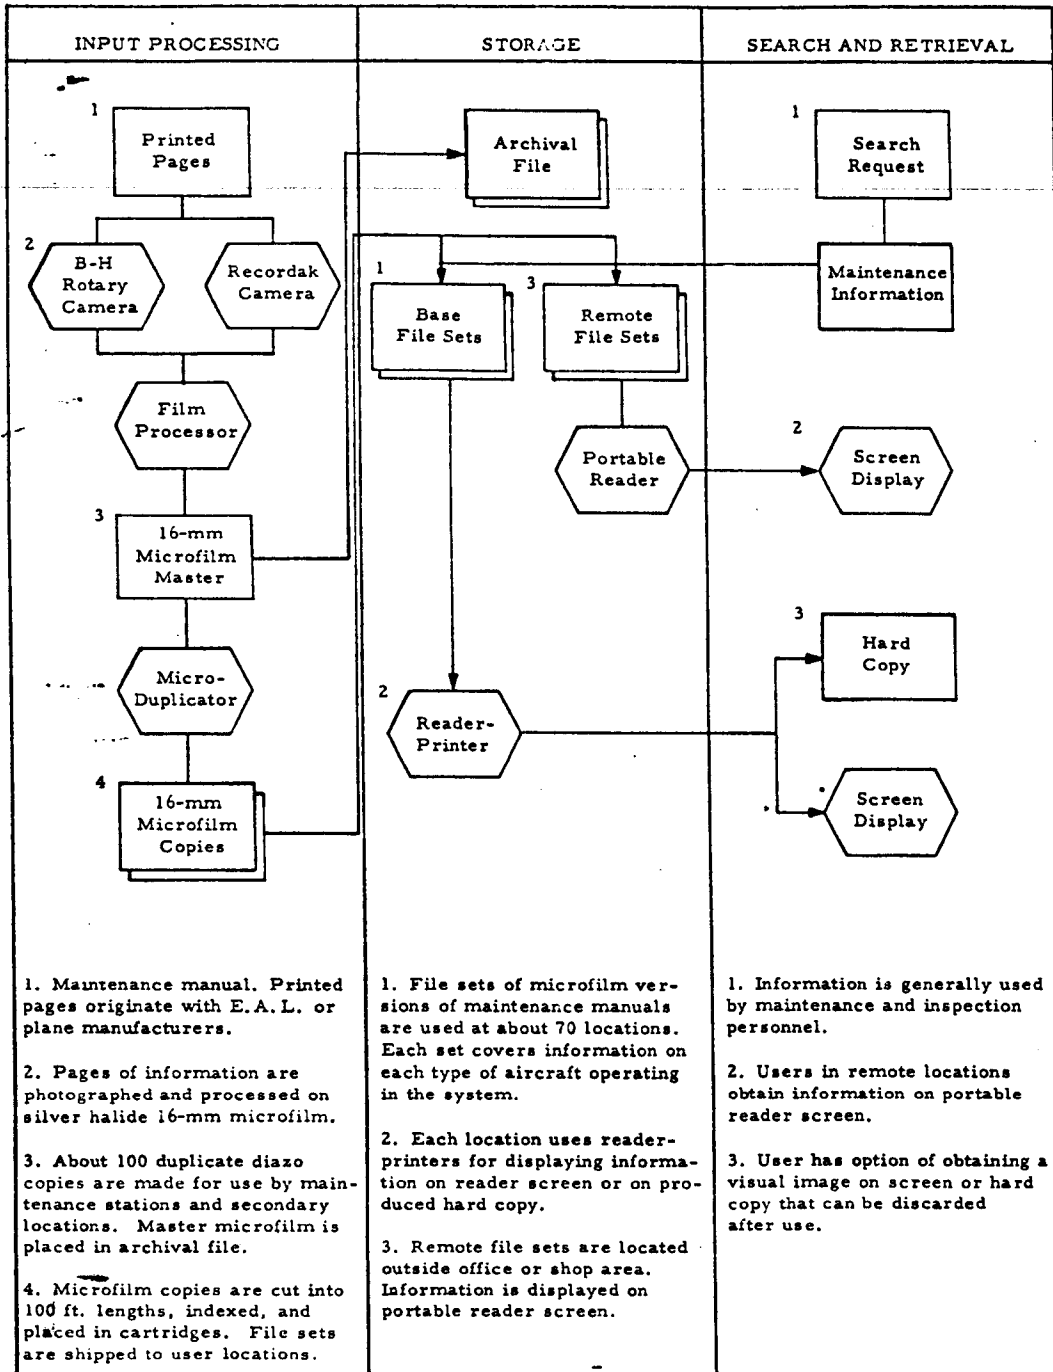 INPUT PROCESSING
1
Printed
Pages
2
B-H
Rotary
Camera
Recordak
Camera
Film
Processor
3
16-mm
Microfilm
Master
Micro-
Duplicator
4
16-mm
Microfilm
Copies
1. Maintenance manual. Printed
pages originate with E.A.L. or
plane manufacturers.
2. Pages of information are
photographed and processed on
silver halide 16-mm microfilm.
3. About 100 duplicate diazo
copies are made for use by main-
tenance stations and secondary
locations. Master microfilm is
placed in archival file.
4. Microfilm copies are cut into
100 ft. lengths, indexed, and
placed in cartridges. File sets
are shipped to user locations.
STORAGE
Archival
File
1
Base
File Sets
3
Remote
File Sets
Portable
Reader
2
Reader-
Printer
1. File sets of microfilm ver-
sions of maintenance manuals
are used at about 70 locations.
Each set covers information on
each type of aircraft operating
in the system.
2. Each location uses reader-
printers for displaying informa-
tion on reader screen or on pro-
duced hard copy.
3. Remote file sets are located
outside office or shop area.
Information is displayed on
portable reader screen.
SEARCH AND RETRIEVAL
1
Search
Request
Maintenance
Information
2
Screen
Display
3
Hard
Copy
Screen
Display
1. Information is generally used
by maintenance and inspection
personnel.
2. Users in remote locations
obtain information on portable
reader screen.
3. User has option of obtaining a
visual image on screen or hard
copy that can be discarded
after use.